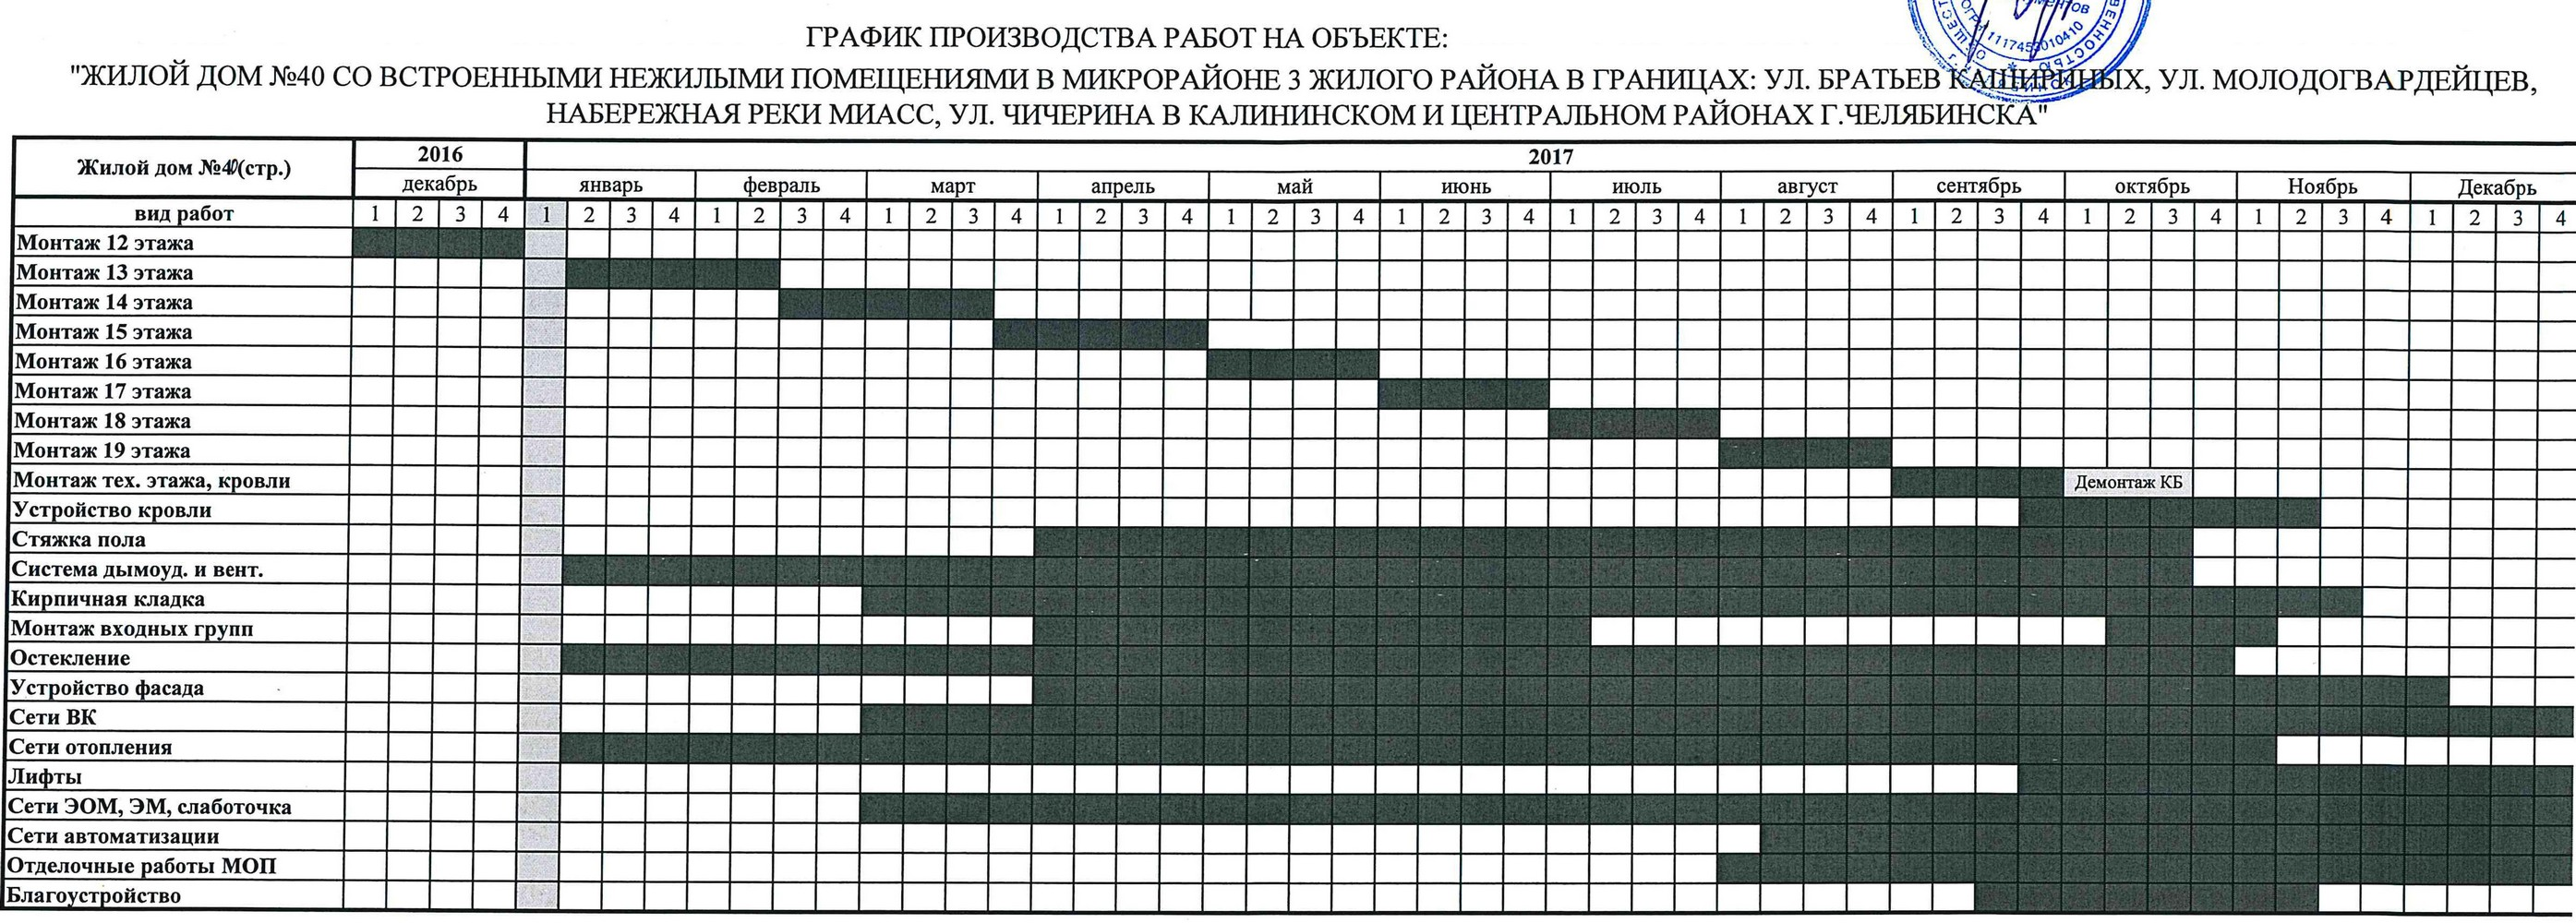 ГРАФИК ПРОИЗВОДСТВА РАБОТ НА ОБЪЕКТЕ:
"ЖИЛОЙ ДОМ №40 СО ВСТРОЕННЫМИ НЕЖИЛЫМИ ПОМЕЩЕНИЯМИ В МИКРОРАЙОНЕ 3 ЖИЛОГО РАЙОНА В ГРАНИЦАХ: УЛ. БРАТЬЕВ КАШИРИНЫХ, УЛ. МОЛОДОГВАРДЕЙЦЕВ,
НАБЕРЕЖНАЯ РЕКИ МИАСС, УЛ. ЧИЧЕРИНА В КАЛИНИНСКОМ И ЦЕНТРАЛЬНОМ РАЙОНАХ Г.ЧЕЛЯБИНСКА"
Жилой дом №40(стр.) 2016 2017
декабрь январь февраль март апрель май июнь июль август сентябрь октябрь Ноябрь Декабрь
вид работ 1 2 3 4 1 2 3 4 1 2 3 4 1 2 3 4 1 2 3 4 1 2 3 4 1 2 3 4 1 2 3 4 1 2 3 4 1 2 3 4 1 2 3 4 1 2 3 4 1 2 3 4
Монтаж 12 этажа
Монтаж 13 этажа
Монтаж 14 этажа
Монтаж 15 этажа
Монтаж 16 этажа
Монтаж 17 этажа
Монтаж 18 этажа
Монтаж 19 этажа
Монтаж тех. этажа, кровли Демонтаж КБ
Устройство кровли
Стяжка пола
Система дымоуд. и вент.
Кирпичная кладка
Монтаж входных групп
Остекление
Устройство фасада
Сети ВК
Сети отопления
Лифты
Сети ЭОМ, ЭМ, слаботочка
Сети автоматизации
Отделочные работы МОП
Благоустройство